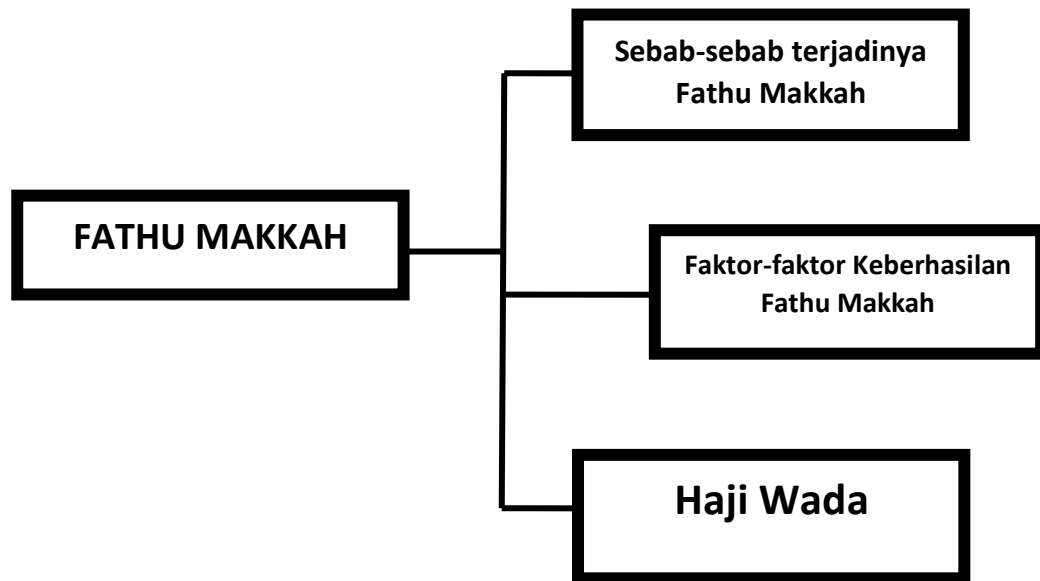 Sebab-sebab terjadinya
Fathu Makkah
FATHU MAKKAH
Faktor-faktor Keberhasilan
Fathu Makkah
Haji Wada